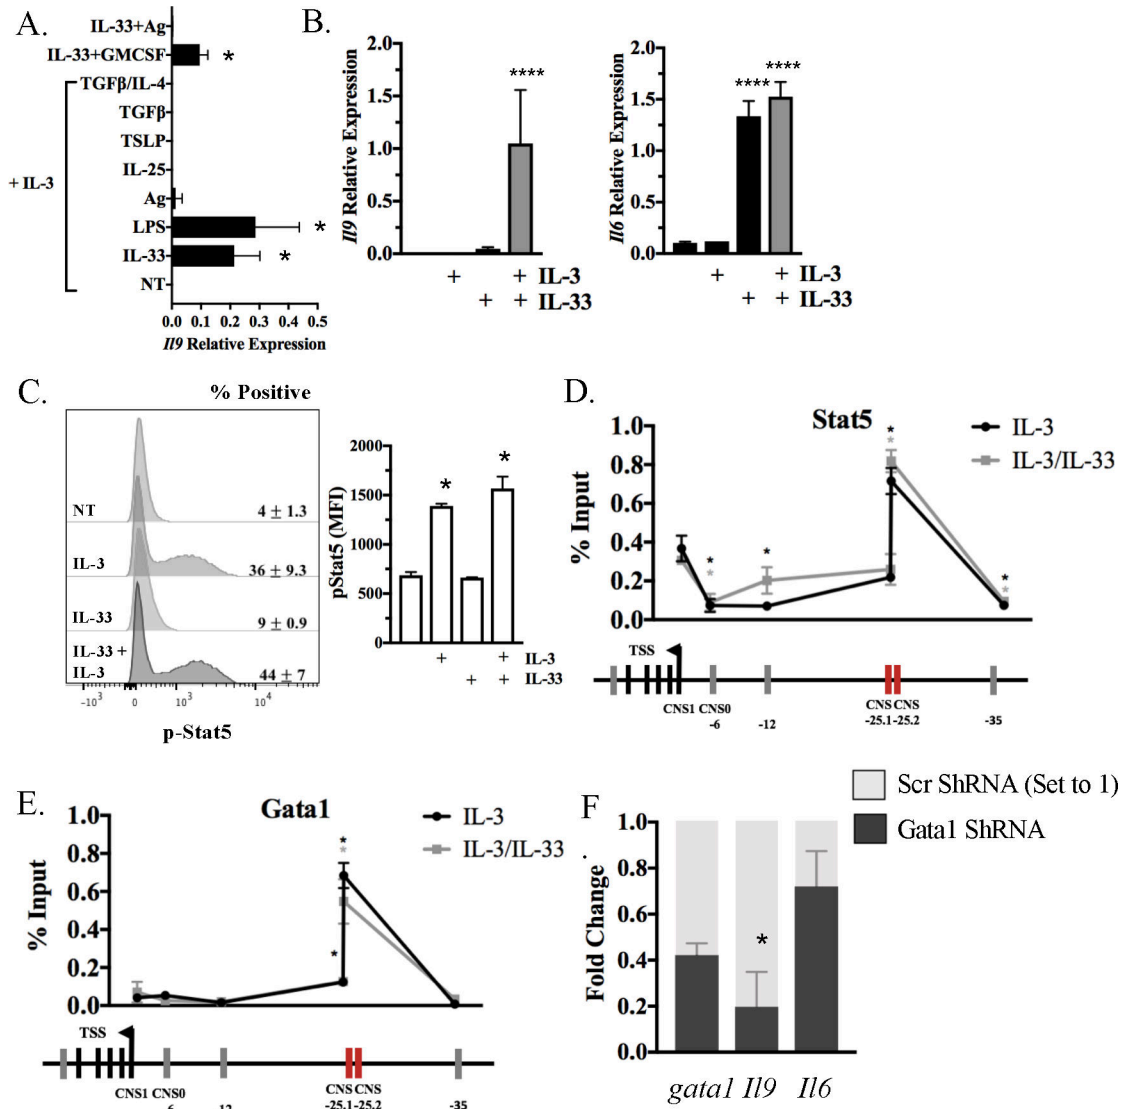 A.
IL-33+Ag
IL-33+GMCSF
*
TGFβ/IL-4
TGFβ
TSLP
IL-25
+ IL-3
Ag
LPS
*
IL-33
*
NT
0.0 0.1 0.2 0.3 0.4 0.5
Il9 Relative Expression
B.
Il9 Relative Expression
2.0
1.5
1.0
0.5
0.0
****
+ + IL-3
+ + IL-33
Il6 Relative Expression
2.0
1.5
1.0
0.5
0.0
**** ****
+ + IL-3
+ + IL-33
C.
% Positive
NT 4 ± 1.3
IL-3 36 ± 9.3
IL-33 9 ± 0.9
IL-33 +
IL-3 44 ± 7
-10³ 0 10³ 10⁴
p-Stat5
pStat5 (MFI)
2000
1500
1000
500
0
* *
+ + IL-3
+ + IL-33
D.
Stat5
IL-3
IL-3/IL-33
% Input
1.0
0.8
0.6
0.4
0.2
0.0
*
*
*
*
*
*
*
TSS
CNS1 CNS0 CNS CNS
-6 -12 -25.1 -25.2 -35
E.
Gata1
IL-3
IL-3/IL-33
% Input
1.0
0.8
0.6
0.4
0.2
0.0
*
*
*
TSS
CNS1 CNS0 CNS CNS
-25.1 -25.2 -35
F.
Scr ShRNA (Set to 1)
Gata1 ShRNA
Fold Change
1.0
0.8
0.6
0.4
0.2
0.0
*
gata1 Il9 Il6